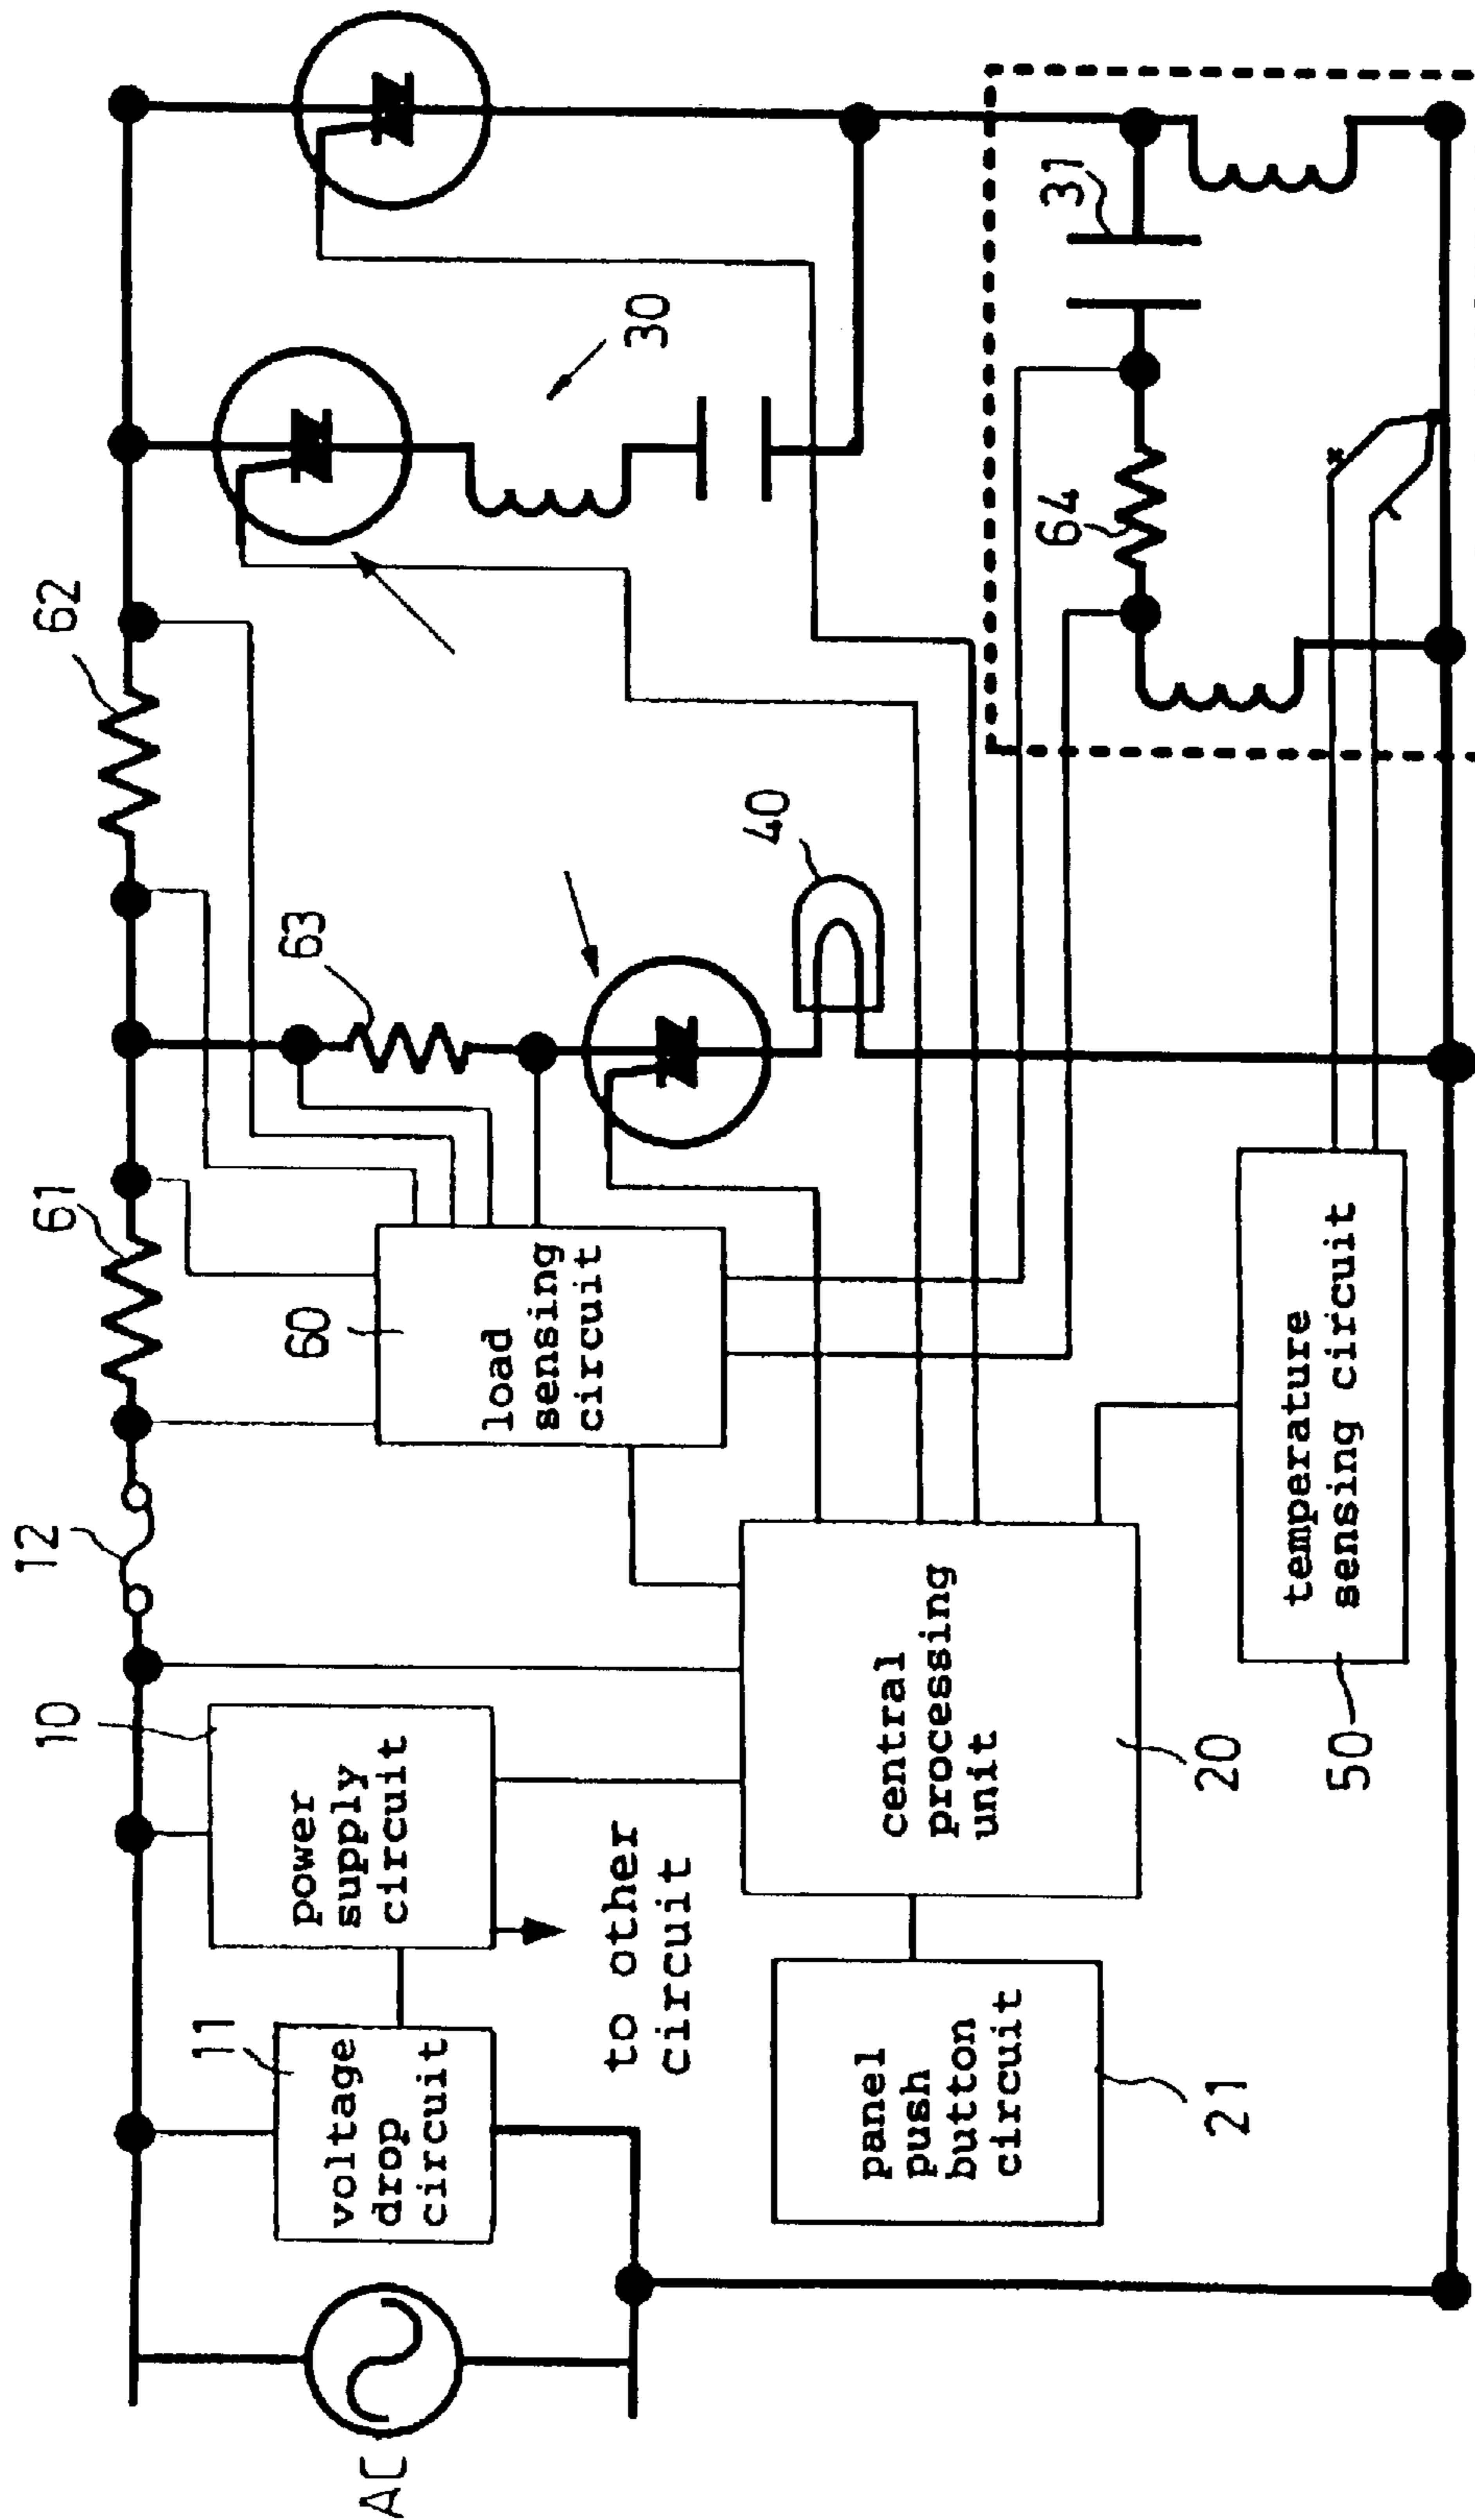 12
61
62
10
60
63
11
30
power
supply
circuit
load
sensing
circuit
voltage
drop
circuit
40
AC
to other
circuit
64
31
central
processing
unit
panel
push
button
circuit
20
21
temperature
sensing circuit
50